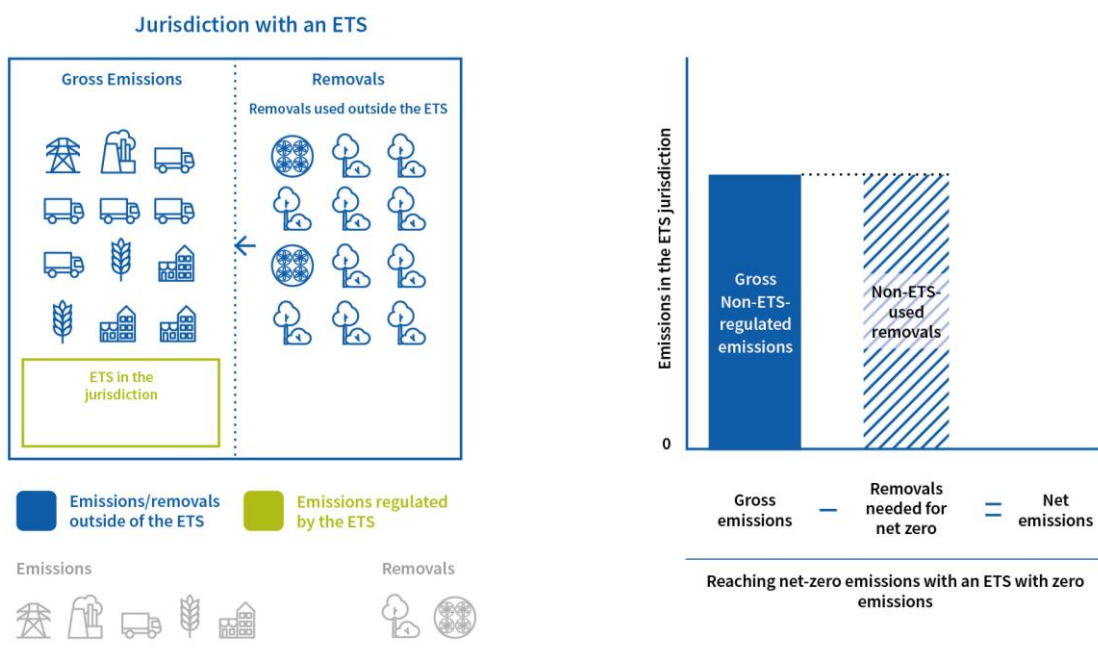 Jurisdiction with an ETS
Gross Emissions
Removals
Removals used outside the ETS
ETS in the
jurisdiction
Emissions/removals
outside of the ETS
Emissions regulated
by the ETS
Emissions
Removals
Emissions in the ETS jurisdiction
0
Gross
Non-ETS-
regulated
emissions
Non-ETS-
used
removals
Gross
emissions
–
Removals
needed for
net zero
=
Net
emissions
Reaching net-zero emissions with an ETS with zero
emissions